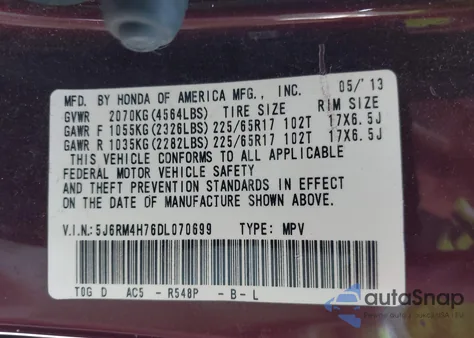 MFD. BY HONDA OF AMERICA MFG., INC. 05/'13
GVWR 2070KG(4564LBS) TIRE SIZE RIM SIZE
GAWR F 1055KG(2326LBS) 225/65R17 102T 17X6.5J
GAWR R 1035KG(2282LBS) 225/65R17 102T 17X6.5J
THIS VEHICLE CONFORMS TO ALL APPLICABLE
FEDERAL MOTOR VEHICLE SAFETY
AND THEFT PREVENTION STANDARDS IN EFFECT
ON THE DATE OF MANUFACTURE SHOWN ABOVE.
V.I.N.: 5J6RM4H76DL070699 TYPE: MPV
T0G D AC5 - R548P - B - L
autoSnap